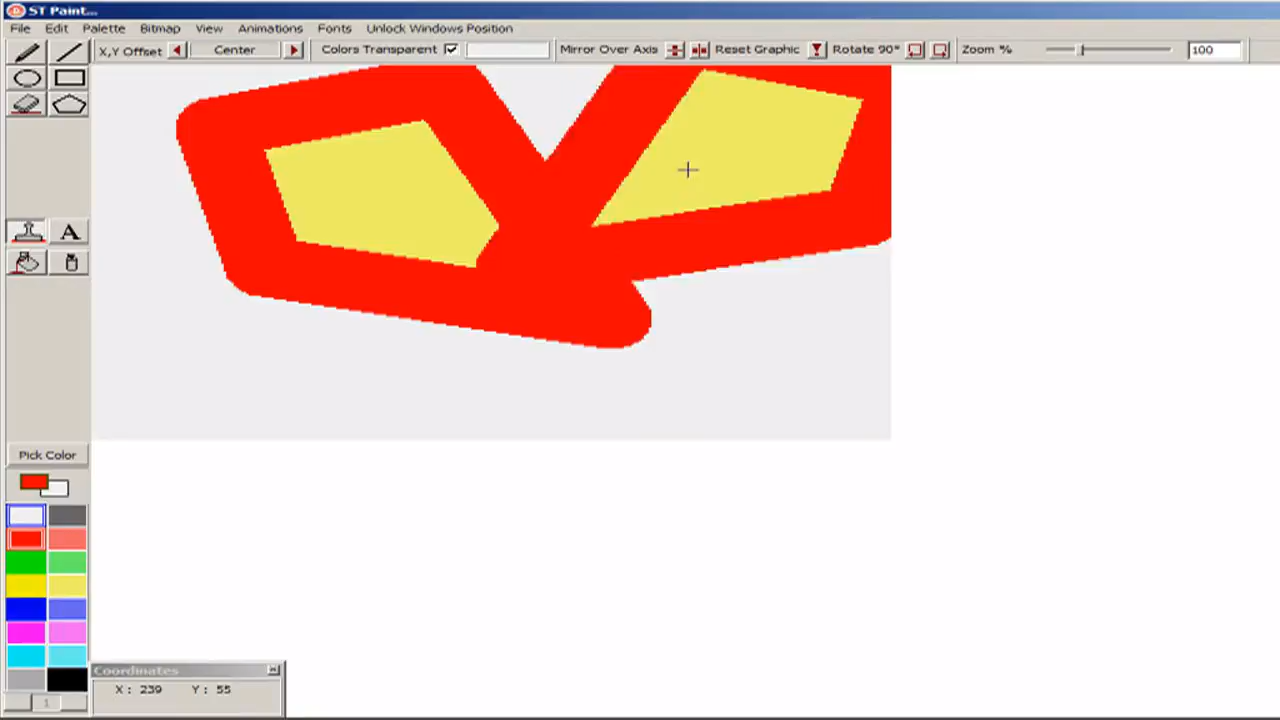 ST Paint...
File Edit Palette Bitmap View Animations Fonts Unlock Windows Position
X,Y Offset Center Colors Transparent Mirror Over Axis Reset Graphic Rotate 90° Zoom % 100
A
Pick Color
1
Coordinates
X: 239 Y: 55